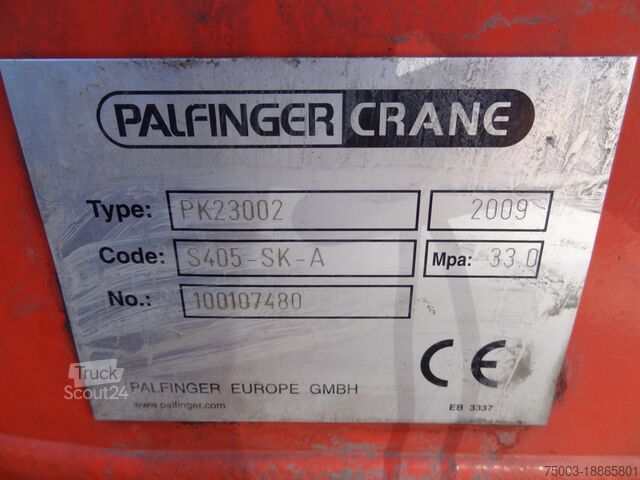 PALFINGER CRANE
Type: PK23002 2009
Code: S405-SK-A Mpa: 33.0
No.: 100107480
CE
PALFINGER EUROPE GMBH
www.palfinger.com
EB 3337
Truck
Scout24
75003-18865801